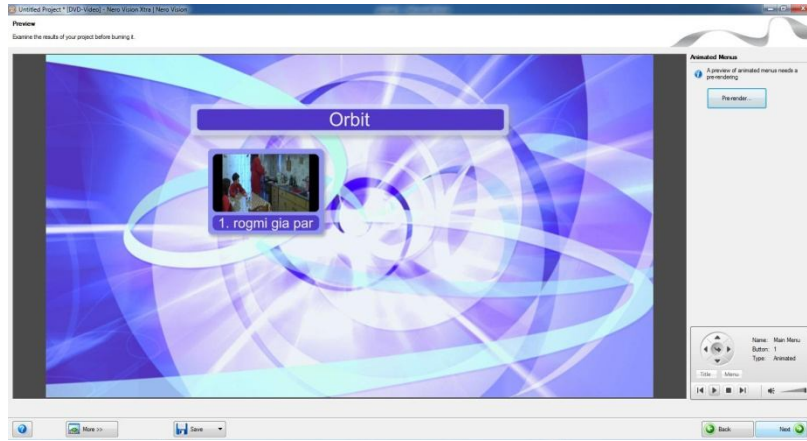 Untitled Project * [DVD-Video] - Nero Vision Xtra | Nero Vision
Preview
Examine the results of your project before burning it.
Animated Menus
A preview of animated menus needs a
pre-rendering
Pre-render...
Orbit
1. rogmi gia par
Name: Main Menu
Button: 1
Type: Animated
Title Menu
More >>
Save
Back
Next